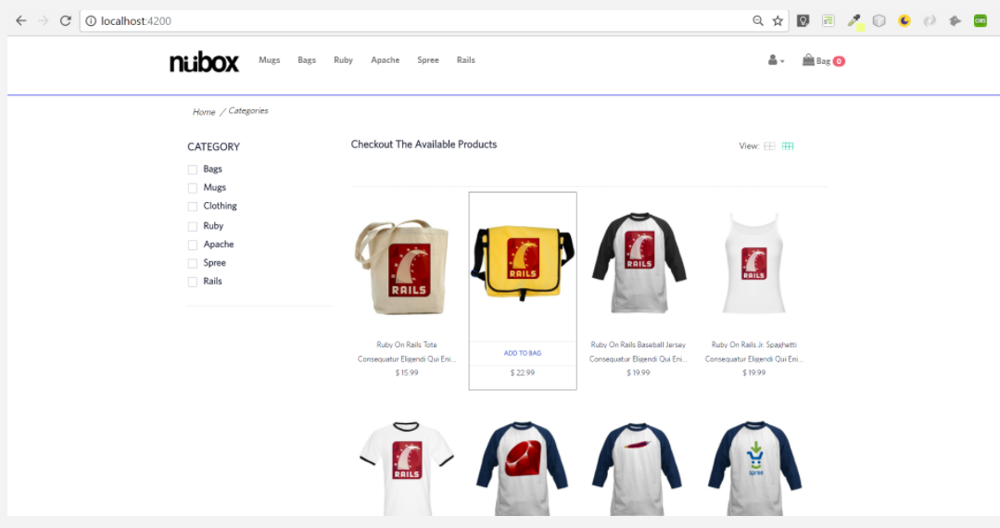 localhost:4200
CORS
nübox Mugs Bags Ruby Apache Spree Rails Bag 0
Home / Categories
CATEGORY
Bags
Mugs
Clothing
Ruby
Apache
Spree
Rails
Checkout The Available Products View:
RAILS RAILS RAILS RAILS
Ruby On Rails Tote ADD TO BAG Ruby On Rails Baseball Jersey Ruby On Rails Jr. Spaghetti
Consequatur Eligendi Qui Eni... Consequatur Eligendi Qui Eni... Consequatur Eligendi Qui Eni...
$ 15.99 $ 22.99 $ 19.99 $ 19.99
RAILS spree